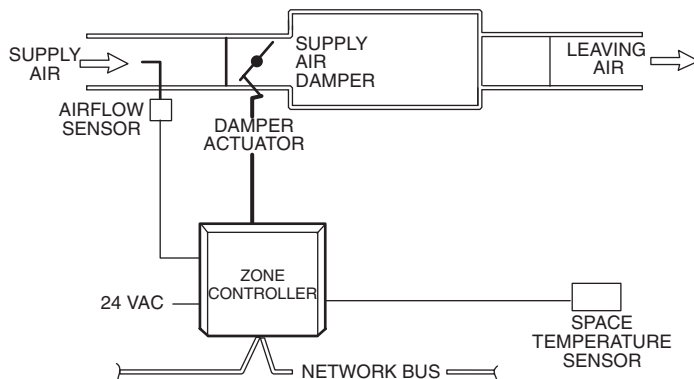 SUPPLY
AIR
AIRFLOW
SENSOR
SUPPLY
AIR
DAMPER
DAMPER
ACTUATOR
LEAVING
AIR
ZONE
CONTROLLER
24 VAC
SPACE
TEMPERATURE
SENSOR
NETWORK BUS